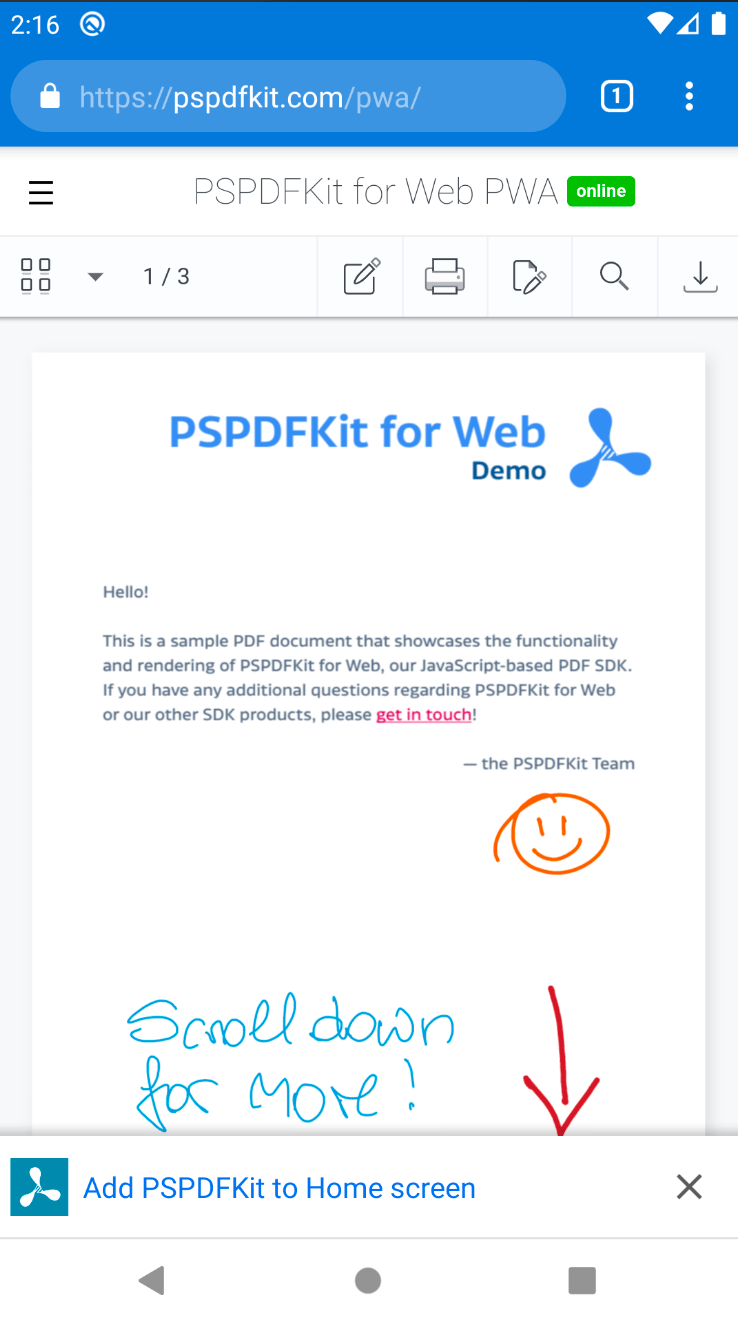 2:16
https://pspdfkit.com/pwa/
1
PSPDFKit for Web PWA online
1 / 3
PSPDFKit for Web
Demo
Hello!
This is a sample PDF document that showcases the functionality
and rendering of PSPDFKit for Web, our JavaScript-based PDF SDK.
If you have any additional questions regarding PSPDFKit for Web
or our other SDK products, please get in touch!
— the PSPDFKit Team
Scroll down
for more!
Add PSPDFKit to Home screen